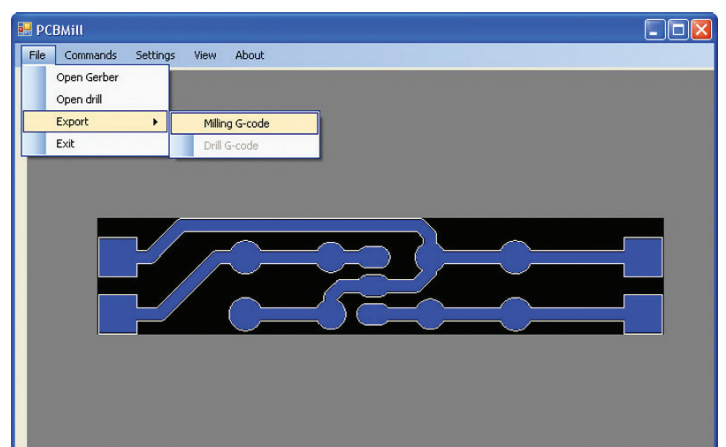 PCBMill
File Commands Settings View About
Open Gerber
Open drill
Export Milling G-code
Exit Drill G-code